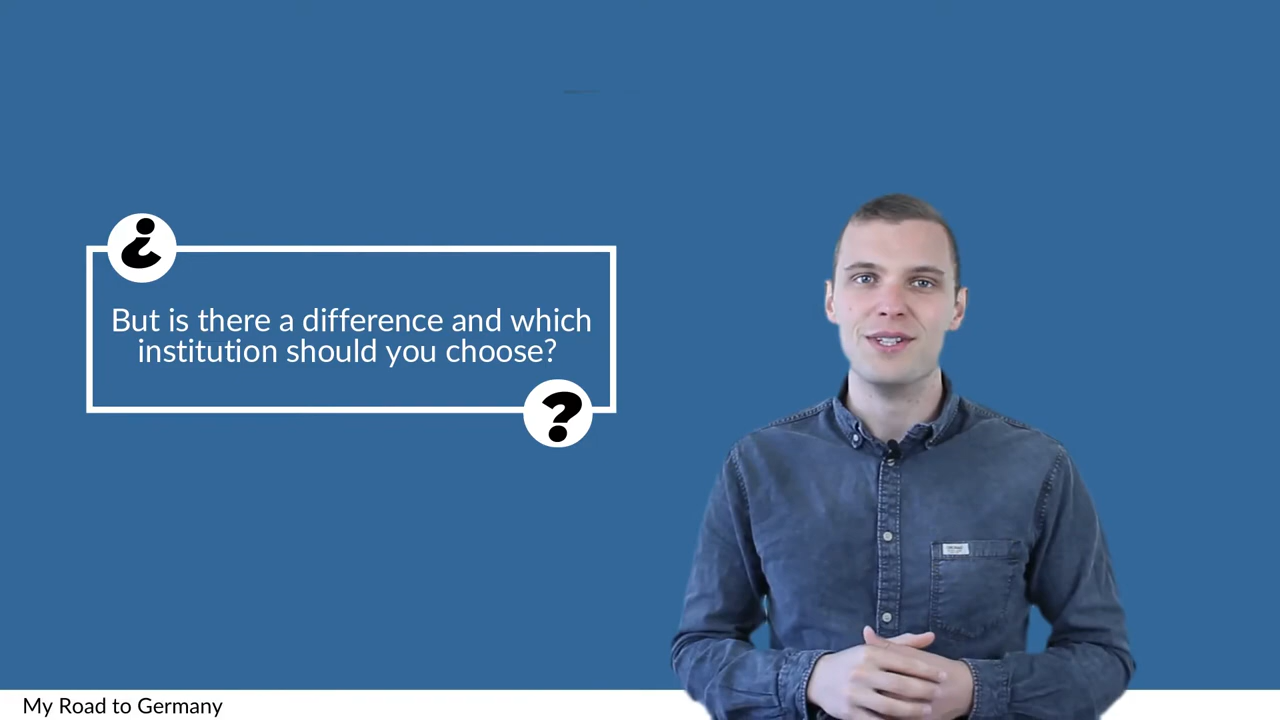 ¿
But is there a difference and which
institution should you choose?
?
My Road to Germany